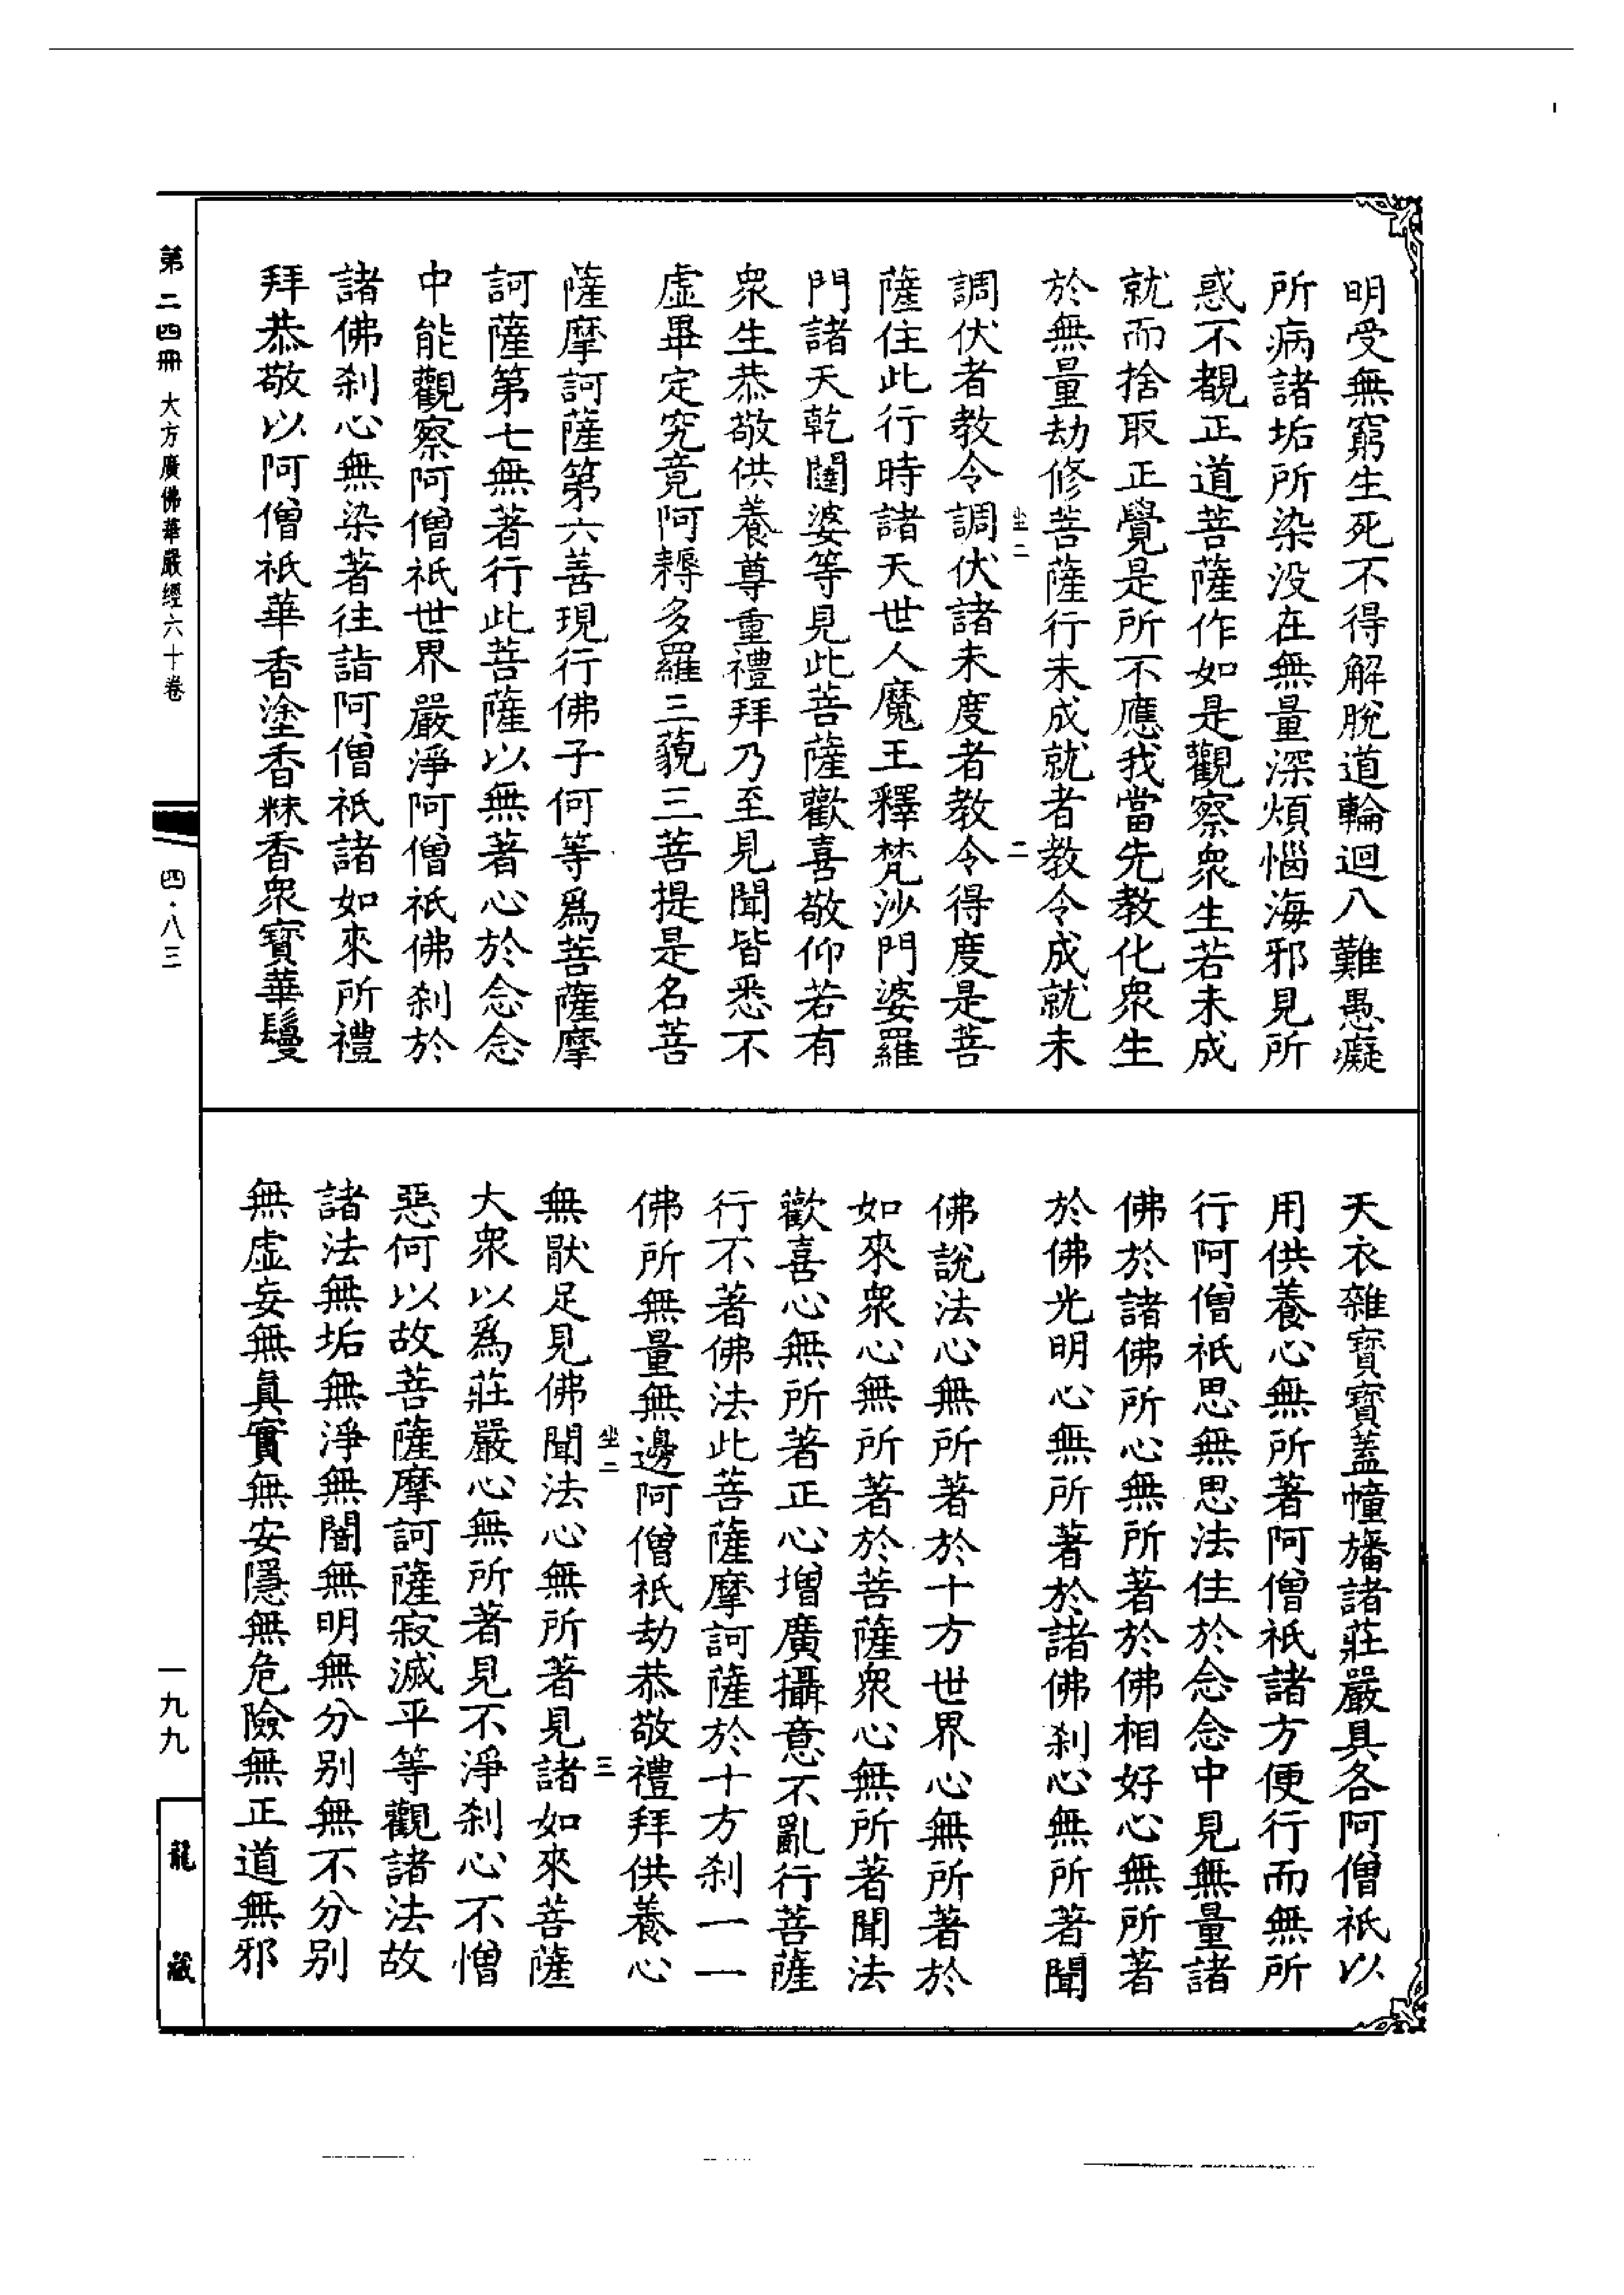 明受無窮生死不得解脫道輪迴八難愚癡
所病諸垢所染没在無量深煩惱海邪見所
惑不覩正道菩薩作如是觀察衆生若未成
就而捨取正覺是所不應我當先教化衆生
於無量劫修菩薩行未成就者教令成就未
坐二 二
調伏者教令調伏諸未度者教令得度是菩
薩住此行時諸天世人魔王釋梵沙門婆羅
門諸天乾闥婆等見此菩薩歡喜敬仰若有
衆生恭敬供養尊重禮拜乃至見聞皆悉不
虛畢定究竟阿耨多羅三藐三菩提是名菩
薩摩訶薩第六善現行佛子何等爲菩薩摩
訶薩第七無著行此菩薩以無著心於念念
中能觀察阿僧祇世界嚴淨阿僧祇佛刹於
諸佛刹心無染著往詣阿僧祇諸如來所禮
拜恭敬以阿僧祇華香塗香粖香衆寶華鬘
天衣雜寶寶蓋幢旛諸莊嚴具各阿僧祇以
用供養心無所著阿僧祇諸方便行而無所
行阿僧祇思無思法住於念念中見無量諸
佛於諸佛所心無所著於佛相好心無所著
於佛光明心無所著於諸佛刹心無所著聞
佛說法心無所著於十方世界心無所著於
如來衆心無所著於菩薩衆心無所著聞法
歡喜心無所著正心增廣攝意不亂行菩薩
行不著佛法此菩薩摩訶薩於十方刹一一
佛所無量無邊阿僧祇劫恭敬禮拜供養心
坐二 三
無厭足見佛聞法心無所著見諸如來菩薩
大衆以爲莊嚴心無所著見不淨刹心不憎
惡何以故菩薩摩訶薩寂滅平等觀諸法故
諸法無垢無淨無闇無明無分别無不分别
無虛妄無眞實無安隱無危險無正道無邪
第二四冊 大方廣佛華嚴經六十卷 四·八三
一九九
龍藏